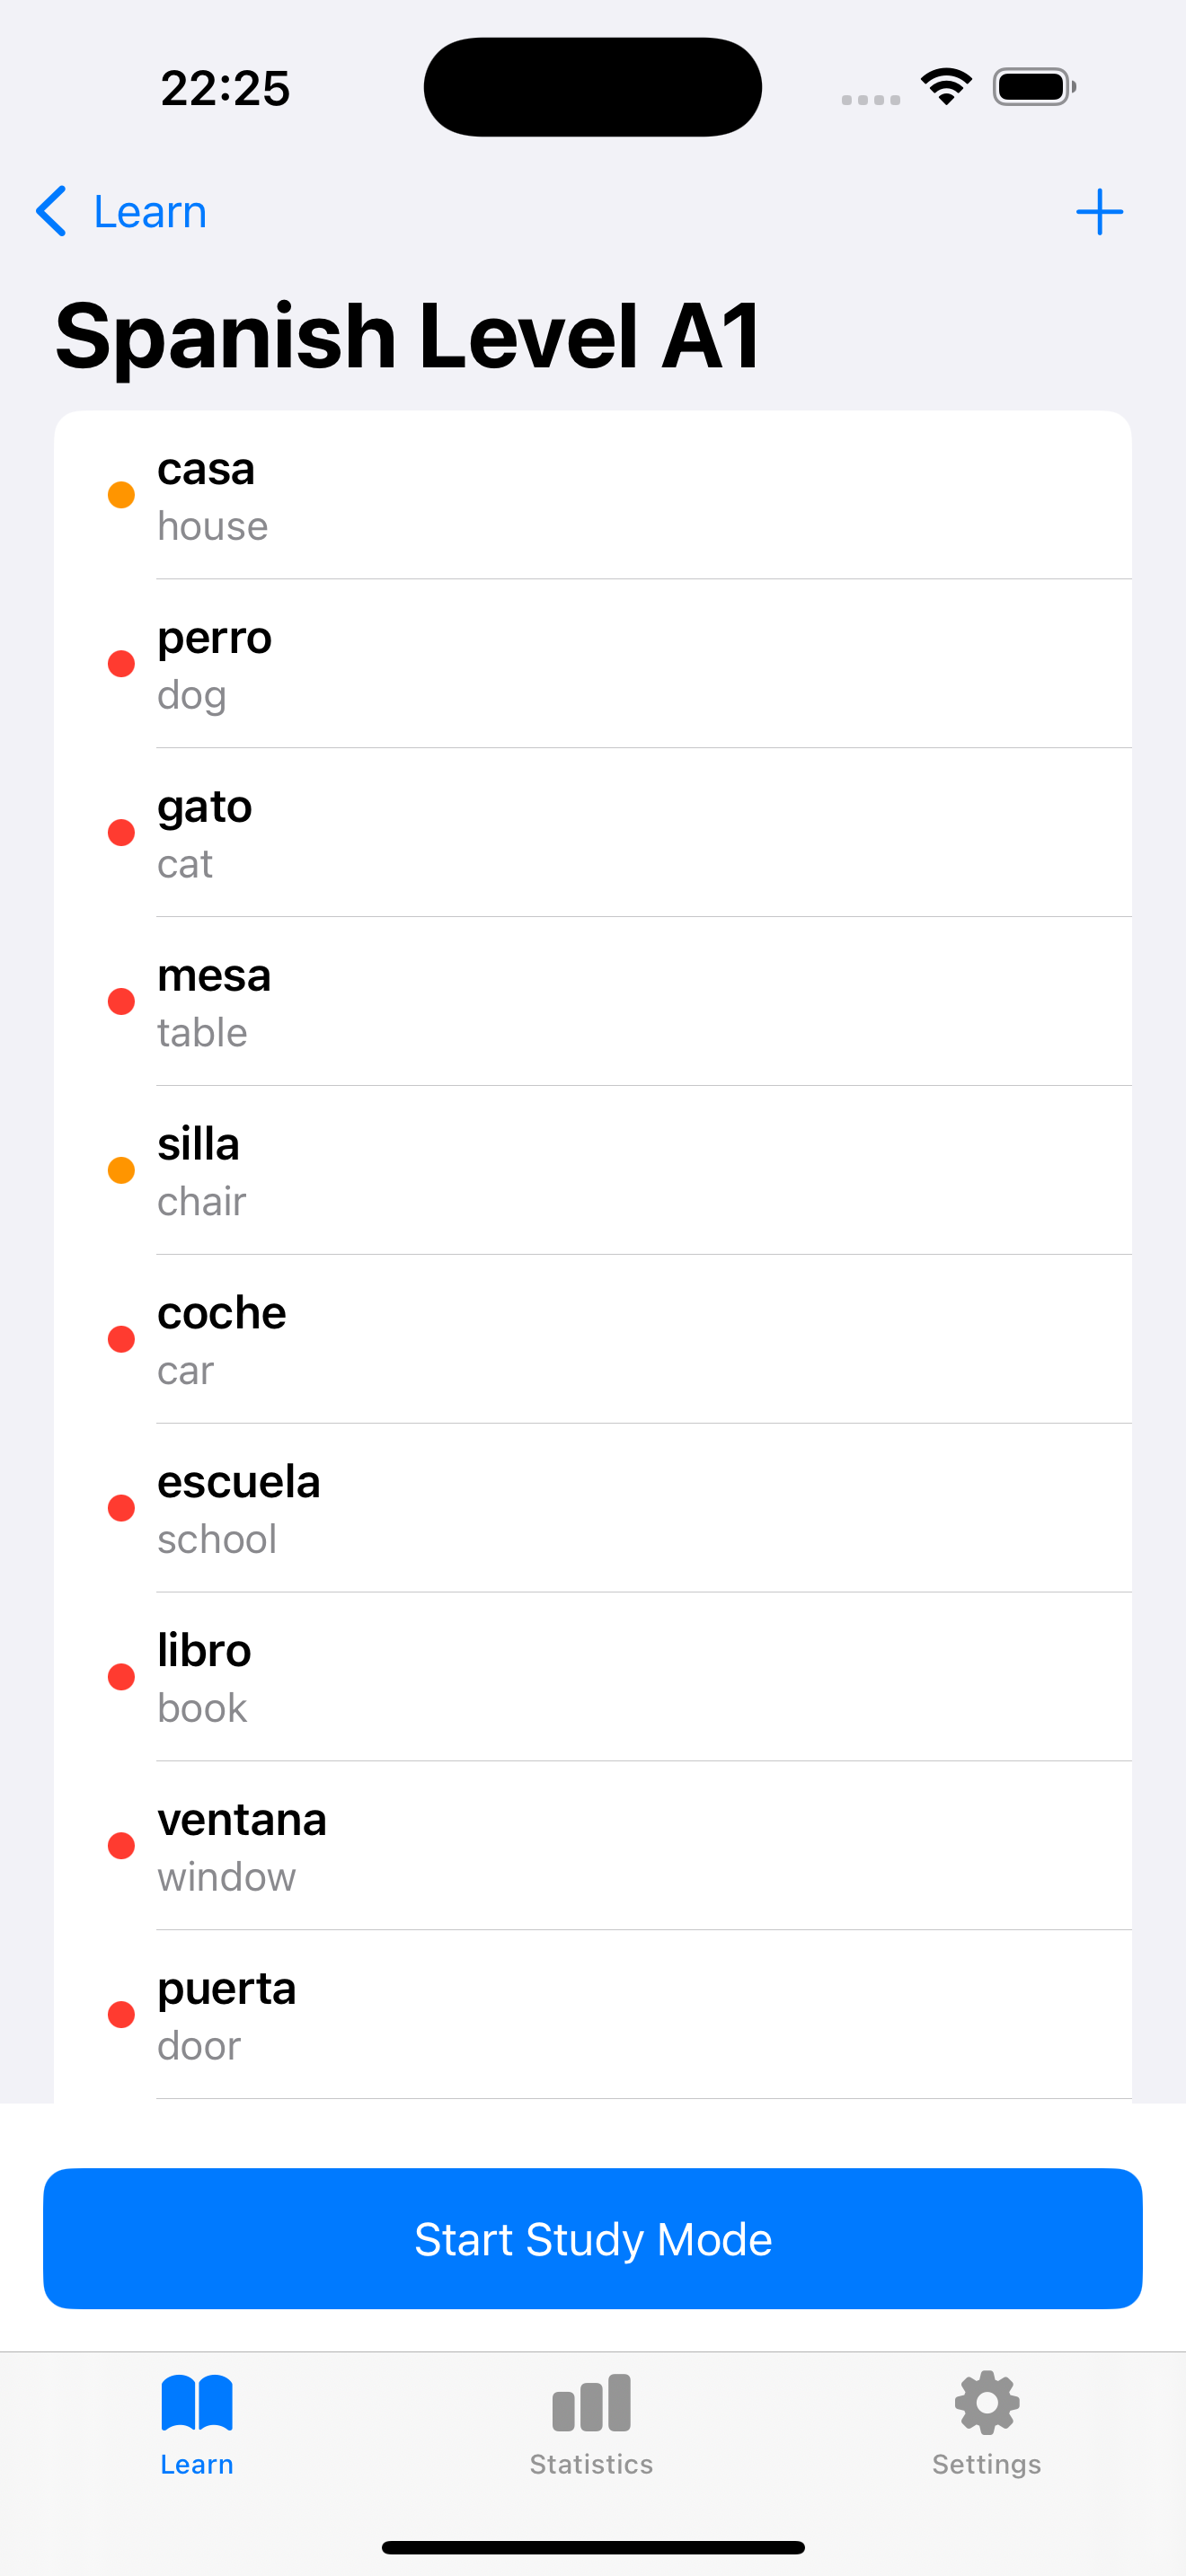 22:25
Learn
Spanish Level A1
casa
house
perro
dog
gato
cat
mesa
table
silla
chair
coche
car
escuela
school
libro
book
ventana
window
puerta
door
Start Study Mode
Learn
Statistics
Settings